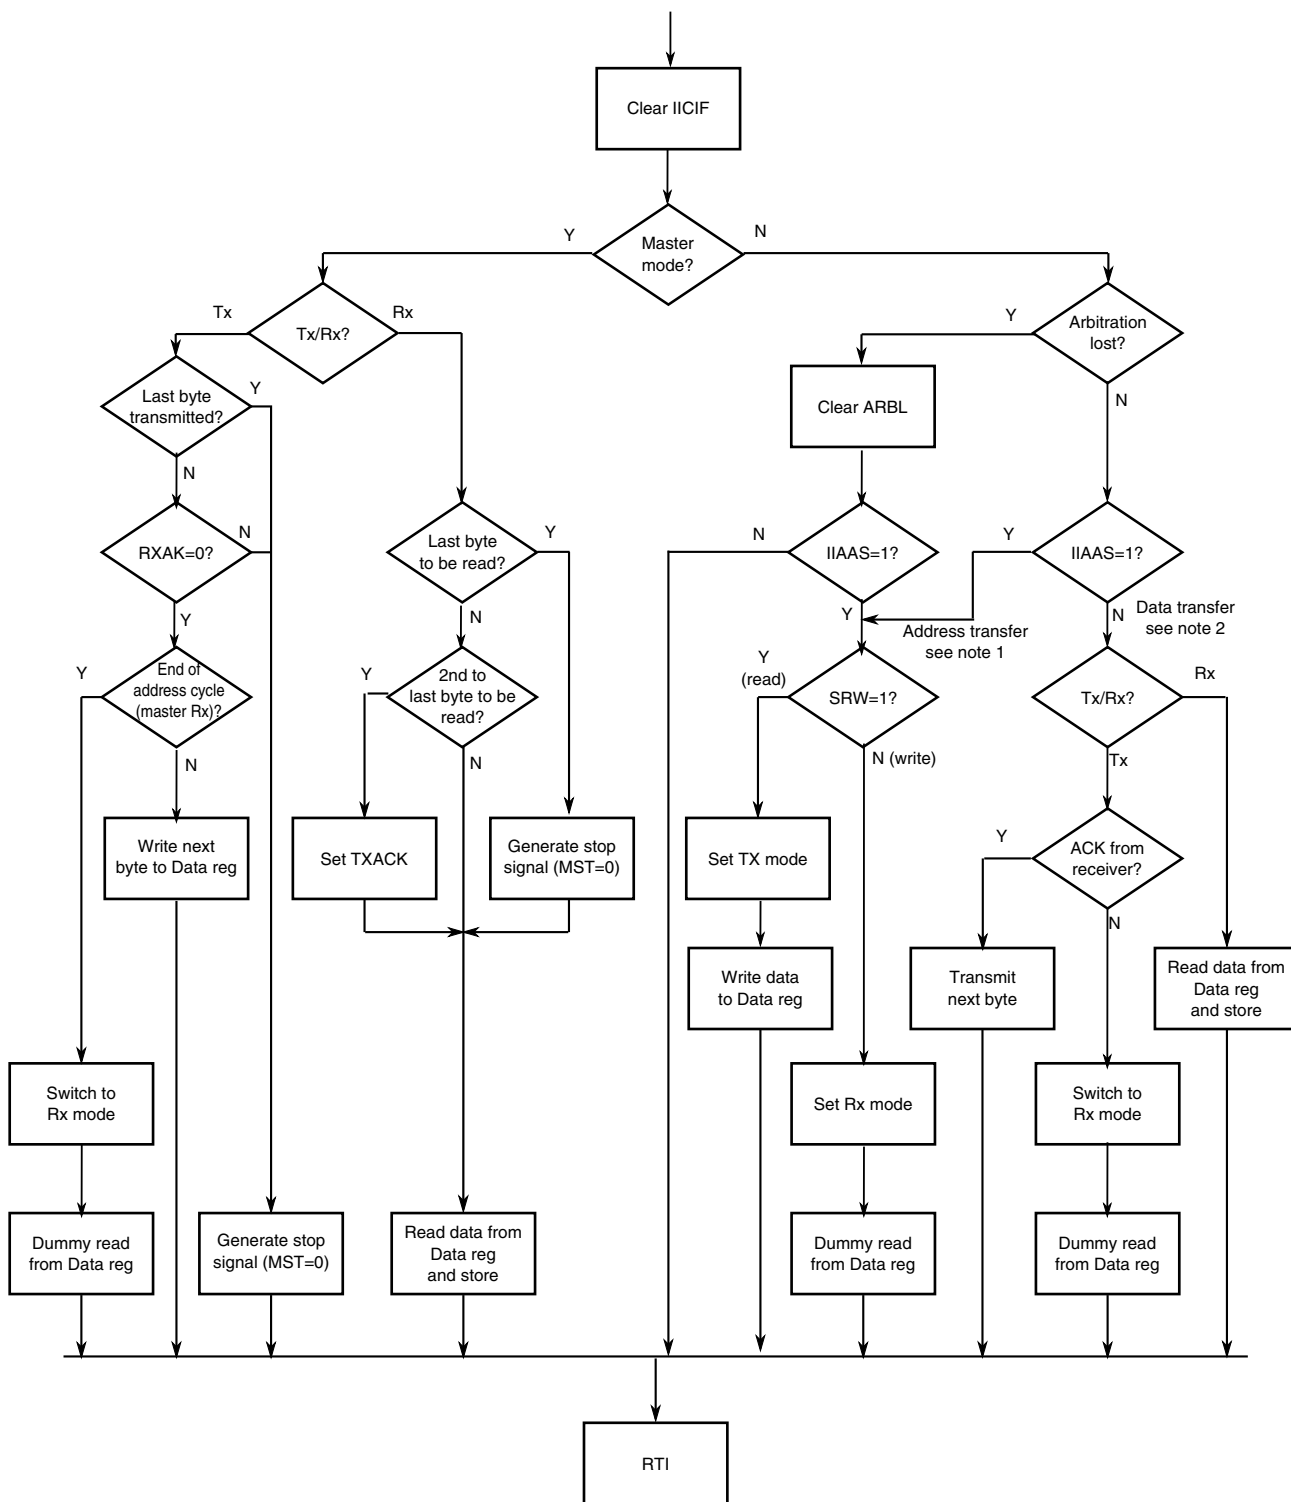 Clear IICIF
Y
N
Master
mode?
Tx
Tx/Rx?
Rx
Y
Arbitration
lost?
Last byte
transmitted?
Y
N
Clear ARBL
N
RXAK=0?
N
Y
Last byte
to be read?
Y
N
N
IIAAS=1?
Y
Y
IIAAS=1?
N
Address transfer
see note 1
Data transfer
see note 2
Y
End of
address cycle
(master Rx)?
N
Y
2nd to
last byte to be
read?
N
Y
(read)
SRW=1?
N (write)
Tx/Rx?
Rx
Tx
Write next
byte to Data reg
Set TXACK
Generate stop
signal (MST=0)
Set TX mode
Y
ACK from
receiver?
N
Write data
to Data reg
Transmit
next byte
Read data from
Data reg
and store
Switch to
Rx mode
Set Rx mode
Switch to
Rx mode
Dummy read
from Data reg
Generate stop
signal (MST=0)
Read data from
Data reg
and store
Dummy read
from Data reg
Dummy read
from Data reg
RTI